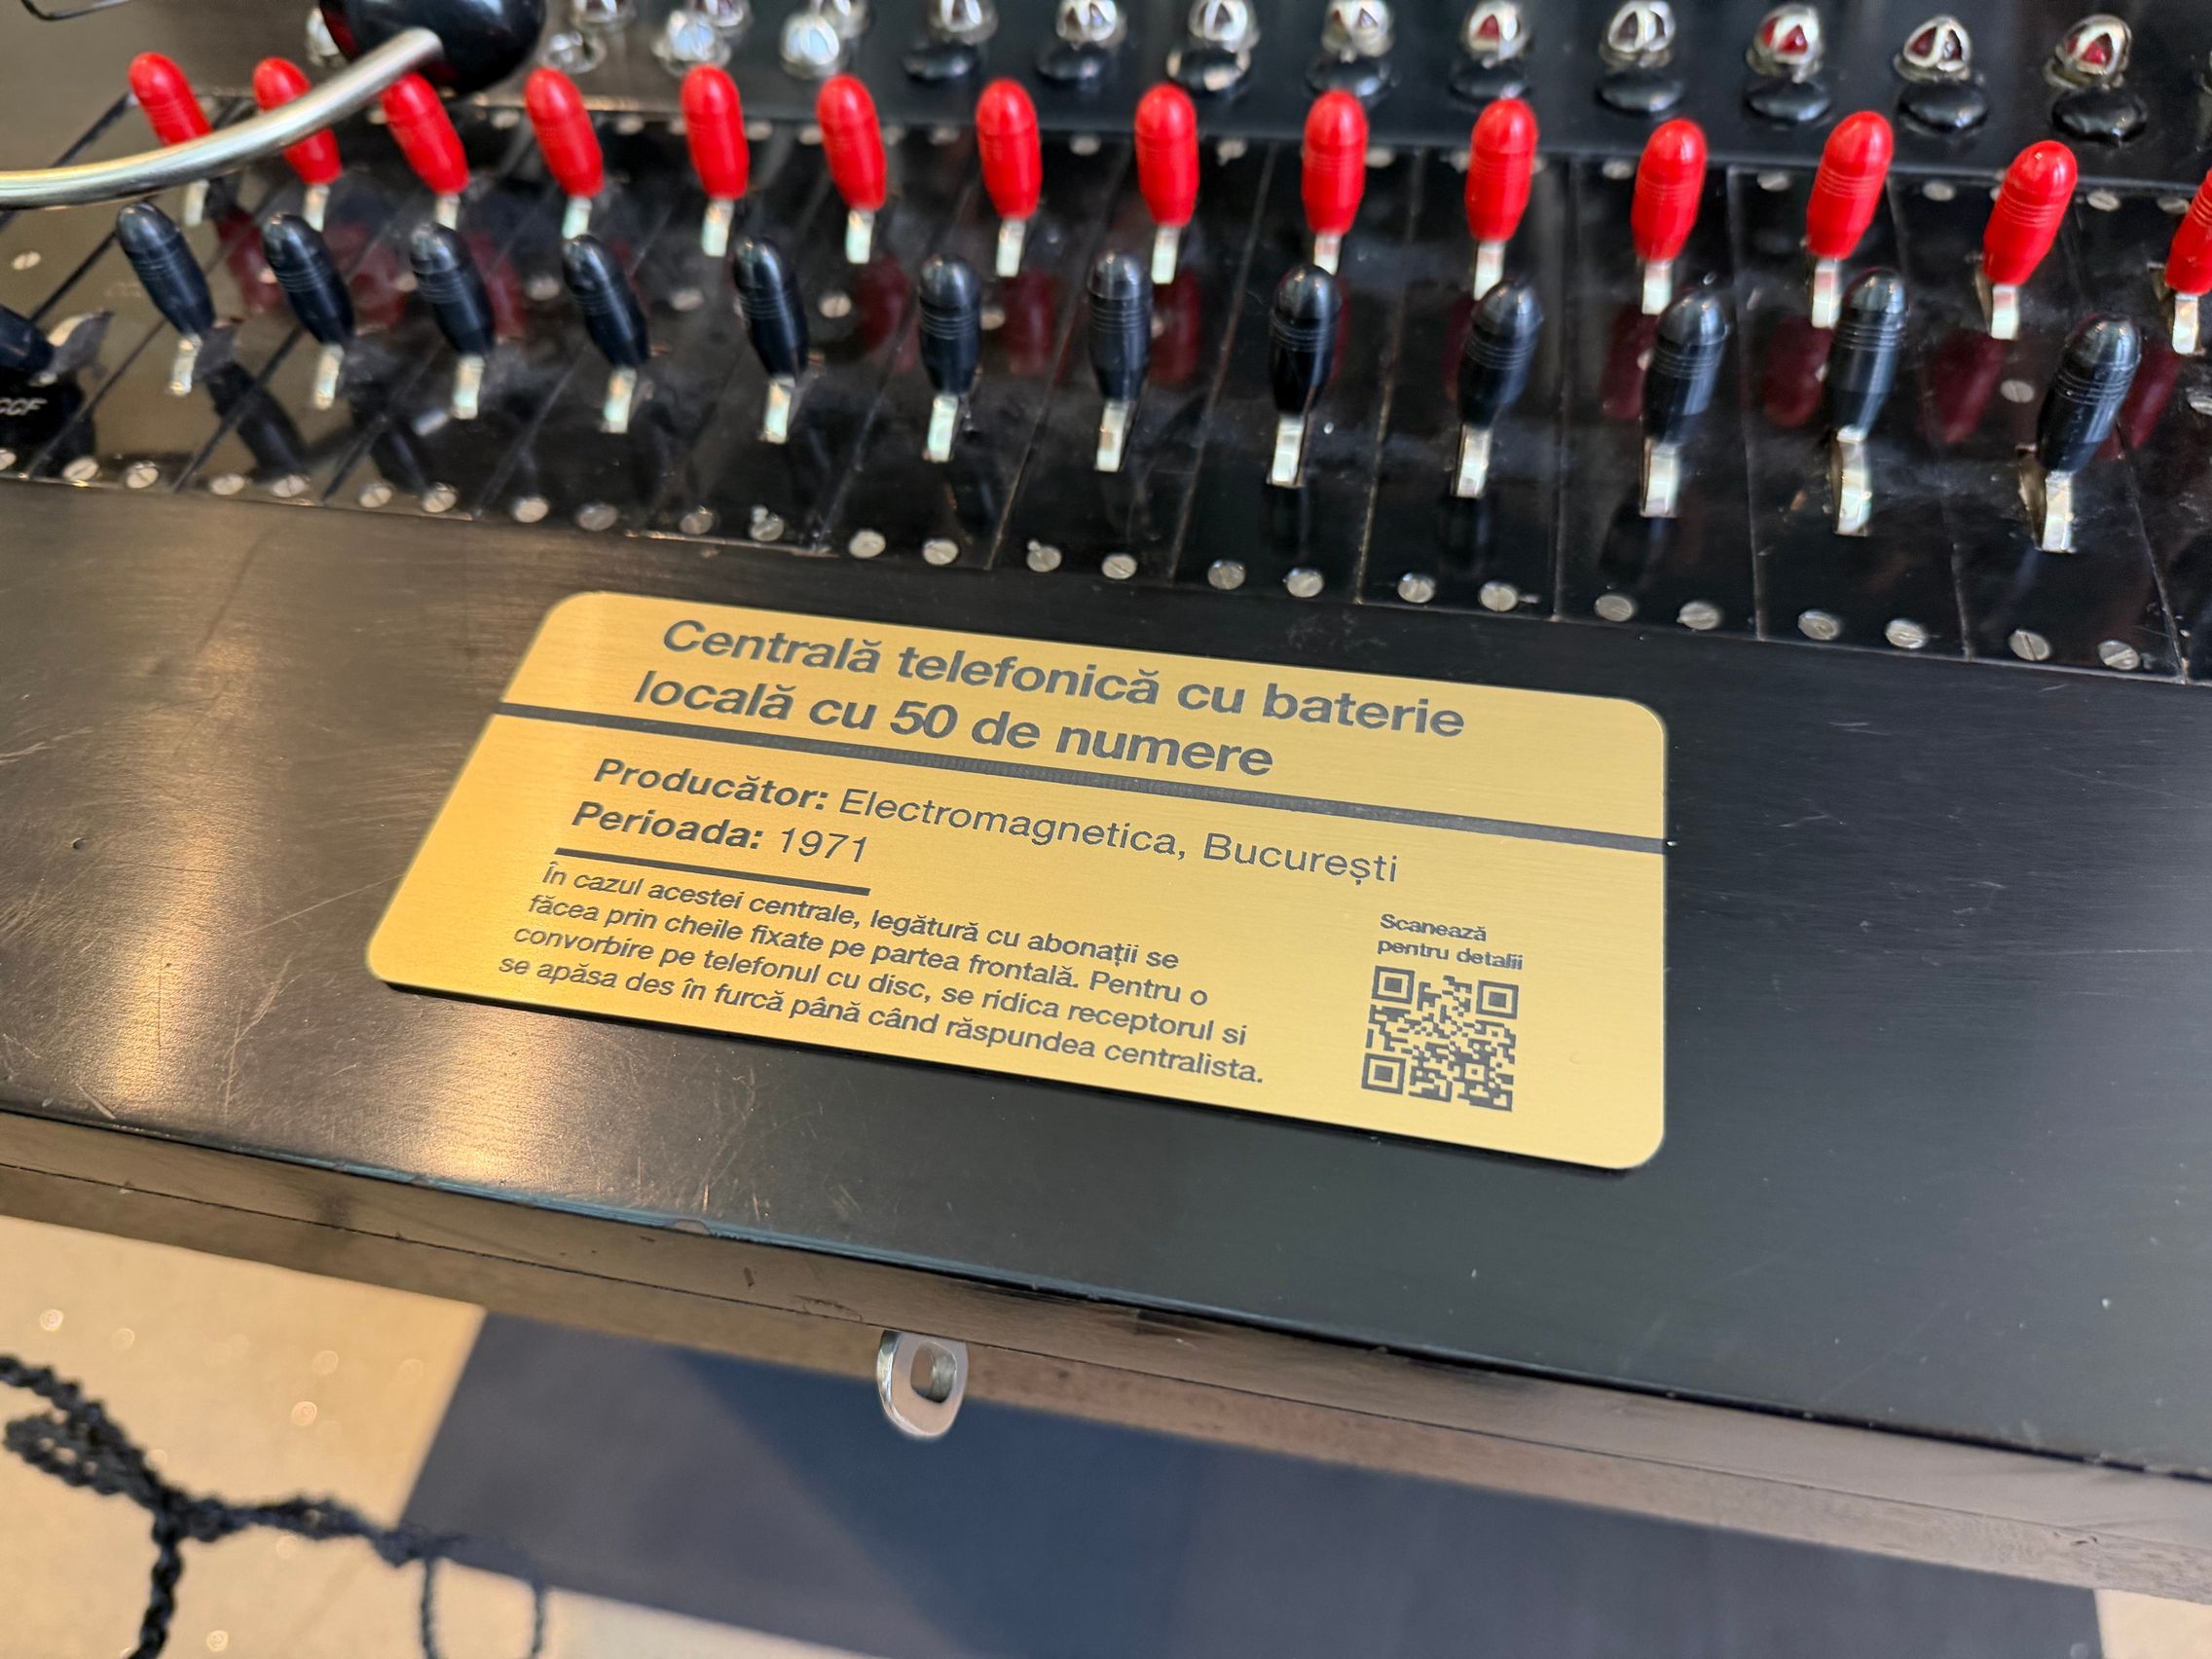 CCF
Centrală telefonică cu baterie
locală cu 50 de numere
Producător: Electromagnetica, București
Perioada: 1971
În cazul acestei centrale, legătură cu abonații se
făcea prin cheile fixate pe partea frontală. Pentru o
convorbire pe telefonul cu disc, se ridica receptorul si
se apăsa des în furcă până când răspundea centralista.
Scanează
pentru detalii